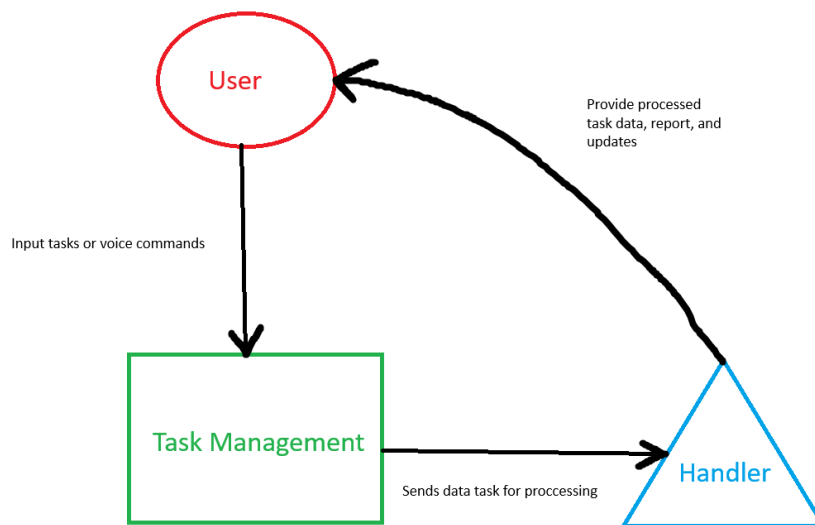 User
Provide processed
task data, report, and
updates
Input tasks or voice commands
Task Management
Handler
Sends data task for proccessing